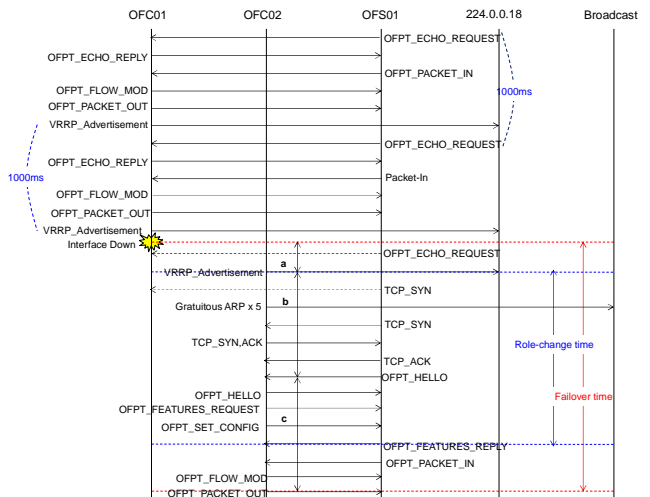 OFC01 OFC02 OFS01 224.0.0.18 Broadcast
OFPT_ECHO_REQUEST
OFPT_ECHO_REPLY
OFPT_PACKET_IN
OFPT_FLOW_MOD
1000ms
OFPT_PACKET_OUT
VRRP_Advertisement
OFPT_ECHO_REQUEST
OFPT_ECHO_REPLY
1000ms
Packet-In
OFPT_FLOW_MOD
OFPT_PACKET_OUT
VRRP_Advertisement
Interface Down
OFPT_ECHO_REQUEST
a
VRRP_Advertisement
TCP_SYN
b
Gratuitous ARP x 5
TCP_SYN
TCP_SYN,ACK
Role-change time
TCP_ACK
OFPT_HELLO
OFPT_HELLO
Failover time
OFPT_FEATURES_REQUEST
c
OFPT_SET_CONFIG
OFPT_FEATURES_REPLY
OFPT_PACKET_IN
OFPT_FLOW_MOD
OFPT_PACKET_OUT